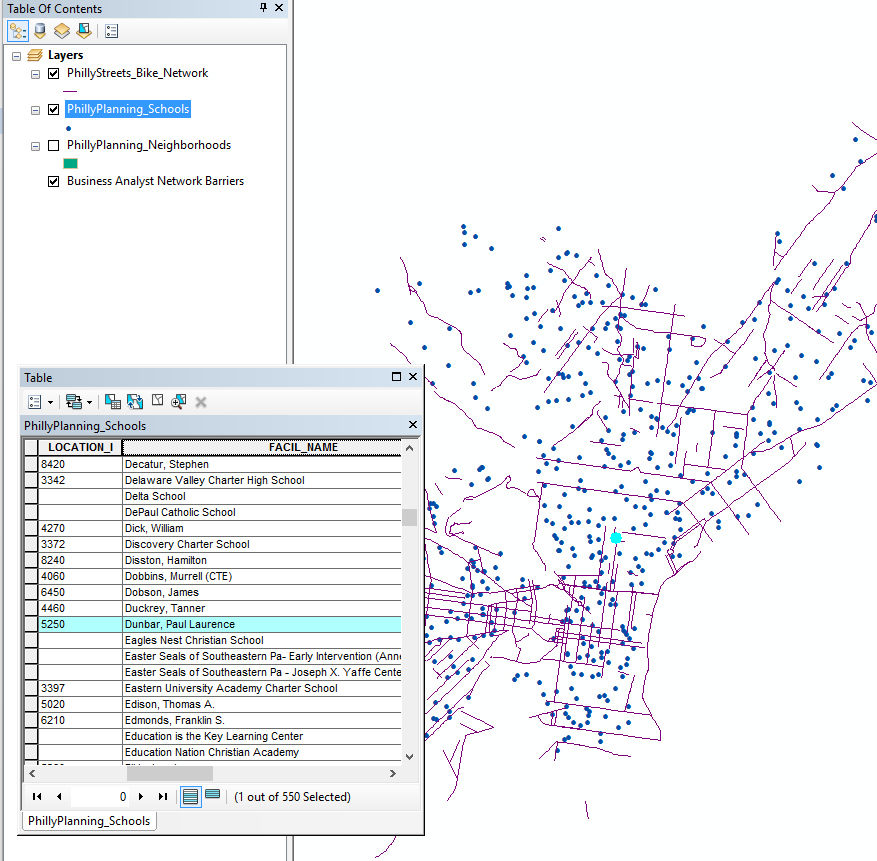 Table Of Contents
Layers
PhillyStreets_Bike_Network
PhillyPlanning_Schools
PhillyPlanning_Neighborhoods
Business Analyst Network Barriers
Table
PhillyPlanning_Schools
LOCATION_I FACIL_NAME
8420 Decatur, Stephen
3342 Delaware Valley Charter High School
Delta School
DePaul Catholic School
4270 Dick, William
3372 Discovery Charter School
8240 Disston, Hamilton
4060 Dobbins, Murrell (CTE)
6450 Dobson, James
4460 Duckrey, Tanner
5250 Dunbar, Paul Laurence
Eagles Nest Christian School
Easter Seals of Southeastern Pa- Early Intervention (Anne
Easter Seals of Southeastern Pa - Joseph X. Yaffe Cente
3397 Eastern University Academy Charter School
5020 Edison, Thomas A.
6210 Edmonds, Franklin S.
Education is the Key Learning Center
Education Nation Christian Academy
0 (1 out of 550 Selected)
PhillyPlanning_Schools